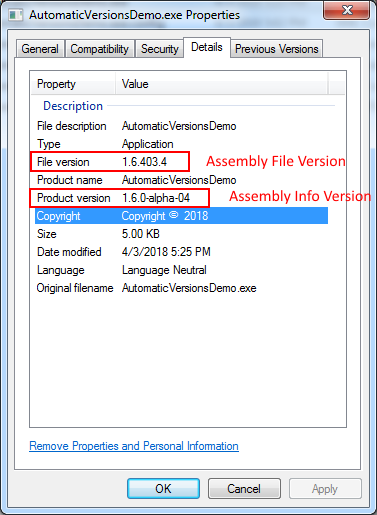 AutomaticVersionsDemo.exe Properties
General Compatibility Security Details Previous Versions
Property Value
Description
File description AutomaticVersionsDemo
Type Application
File version 1.6.403.4 Assembly File Version
Product name AutomaticVersionsDemo
Product version 1.6.0-alpha-04 Assembly Info Version
Copyright Copyright © 2018
Size 5.00 KB
Date modified 4/3/2018 5:25 PM
Language Language Neutral
Original filename AutomaticVersionsDemo.exe
Remove Properties and Personal Information
OK Cancel Apply